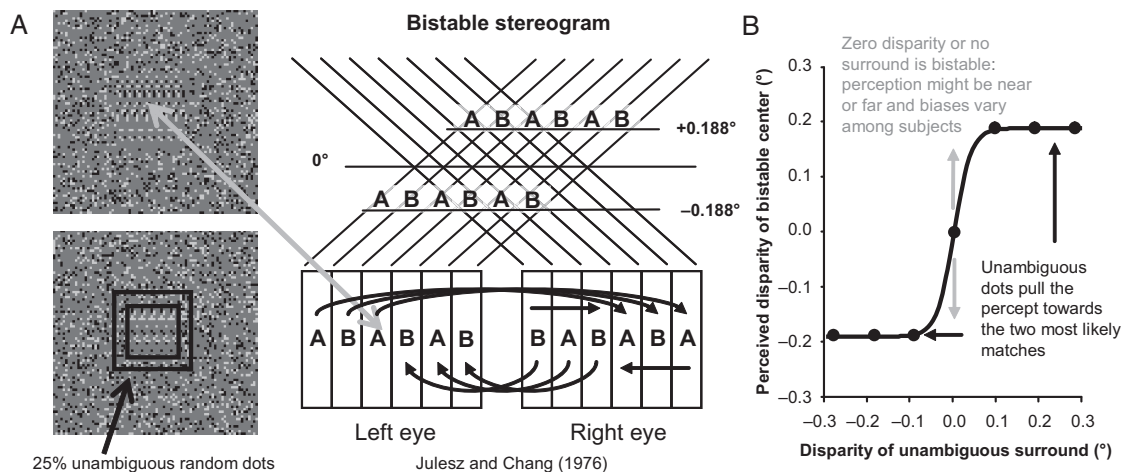 A
Bistable stereogram
A B A B A B
+0.188°
0°
A B A B A B
–0.188°
A B A B A B
B A B A B A
Left eye
Right eye
25% unambiguous random dots
Julesz and Chang (1976)
B
Zero disparity or no
surround is bistable:
perception might be near
or far and biases vary
among subjects
Perceived disparity of bistable center (°)
0.3
0.2
0.1
0.0
–0.1
–0.2
–0.3
Unambiguous
dots pull the
percept towards
the two most likely
matches
–0.3 –0.2 –0.1 0.0 0.1 0.2 0.3
Disparity of unambiguous surround (°)